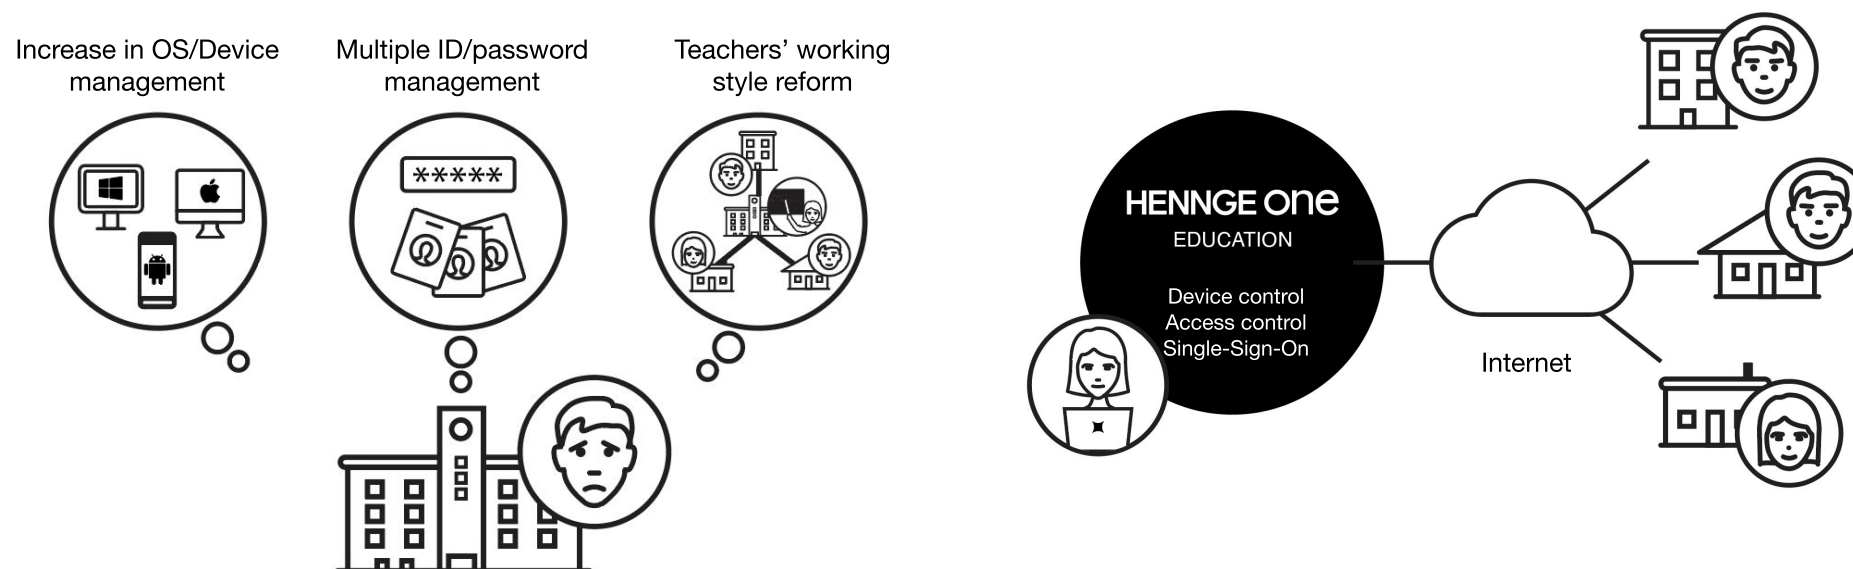 Increase in OS/Device
management
Multiple ID/password
management
Teachers’ working
style reform
*****
HENNGE one
EDUCATION
Device control
Access control
Single-Sign-On
Internet